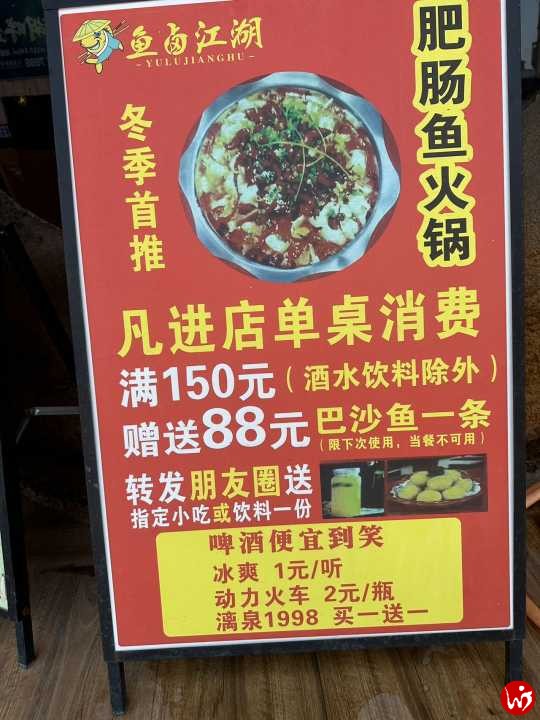 鱼卤江湖
YULUJIANGHU
肥肠鱼火锅
冬季首推
凡进店单桌消费
满150元（酒水饮料除外）
赠送88元巴沙鱼一条
（限下次使用，当餐不可用）
转发朋友圈送
指定小吃或饮料一份
啤酒便宜到笑
冰爽 1元/听
动力火车 2元/瓶
漓泉1998 买一送一